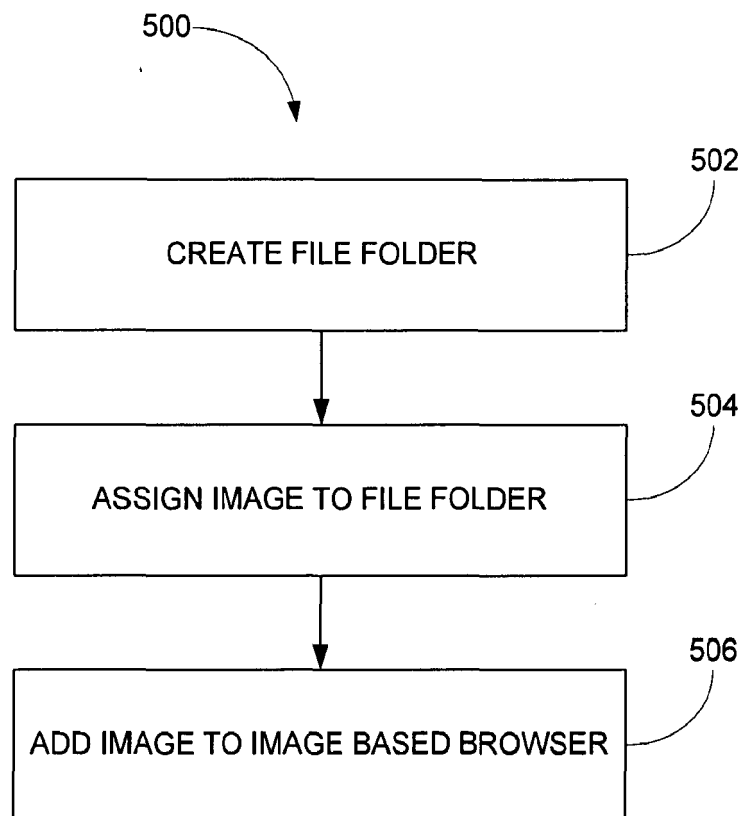 500
502
CREATE FILE FOLDER
504
ASSIGN IMAGE TO FILE FOLDER
506
ADD IMAGE TO IMAGE BASED BROWSER